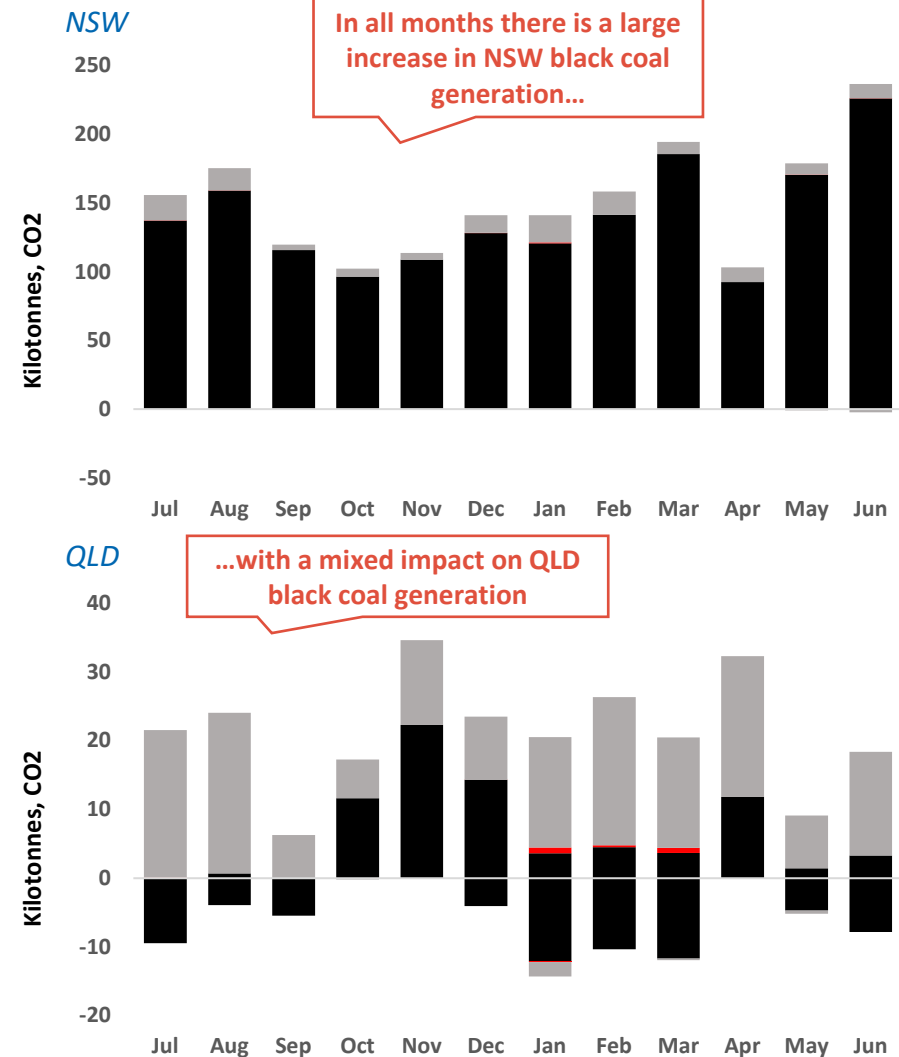 NSW
In all months there is a large
increase in NSW black coal
generation…
250
200
150
100
50
0
-50
Kilotonnes, CO2
Jul Aug Sep Oct Nov Dec Jan Feb Mar Apr May Jun
QLD
…with a mixed impact on QLD
black coal generation
40
30
20
10
0
-10
-20
Kilotonnes, CO2
Jul Aug Sep Oct Nov Dec Jan Feb Mar Apr May Jun